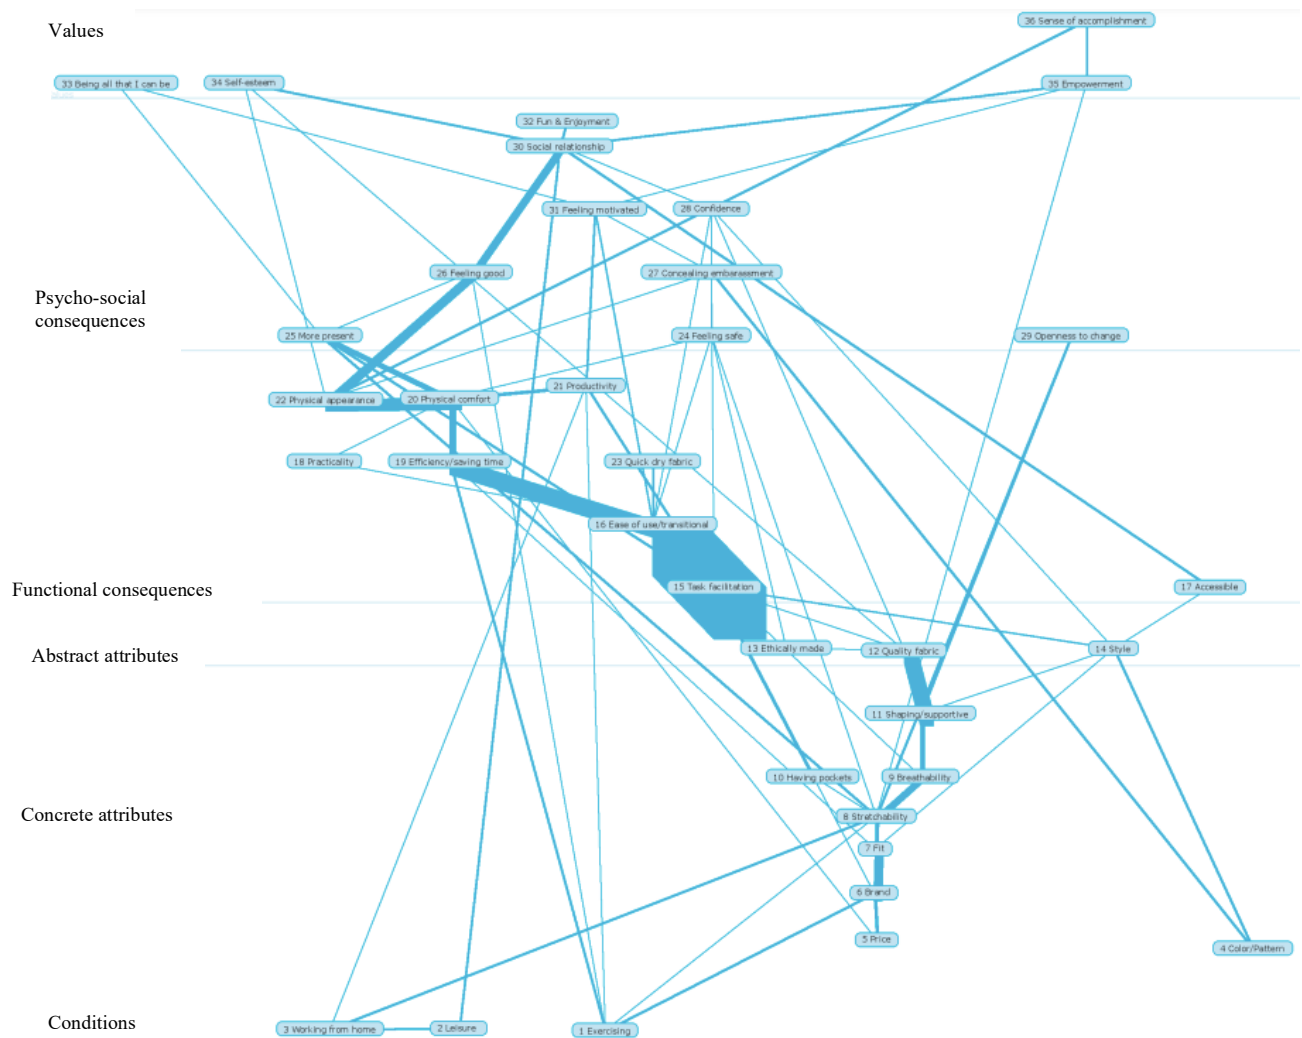 36 Sense of accomplishment
Values
33 Being all that I can be
34 Self-esteem
35 Empowerment
32 Fun & Enjoyment
30 Social relationship
31 Feeling motivated
28 Confidence
26 Feeling good
27 Concealing embarassment
Psycho-social
consequences
25 More present
24 Feeling safe
29 Openness to change
21 Productivity
22 Physical appearance
20 Physical comfort
18 Practicality
19 Efficiency/saving time
23 Quick dry fabric
16 Ease of use/transitional
Functional consequences
15 Task facilitation
17 Accessible
Abstract attributes
13 Ethically made
12 Quality fabric
14 Style
11 Shaping/supportive
10 Having pockets
9 Breathability
Concrete attributes
8 Stretchability
7 Fit
6 Brand
5 Price
4 Color/Pattern
Conditions
3 Working from home
2 Leisure
1 Exercising